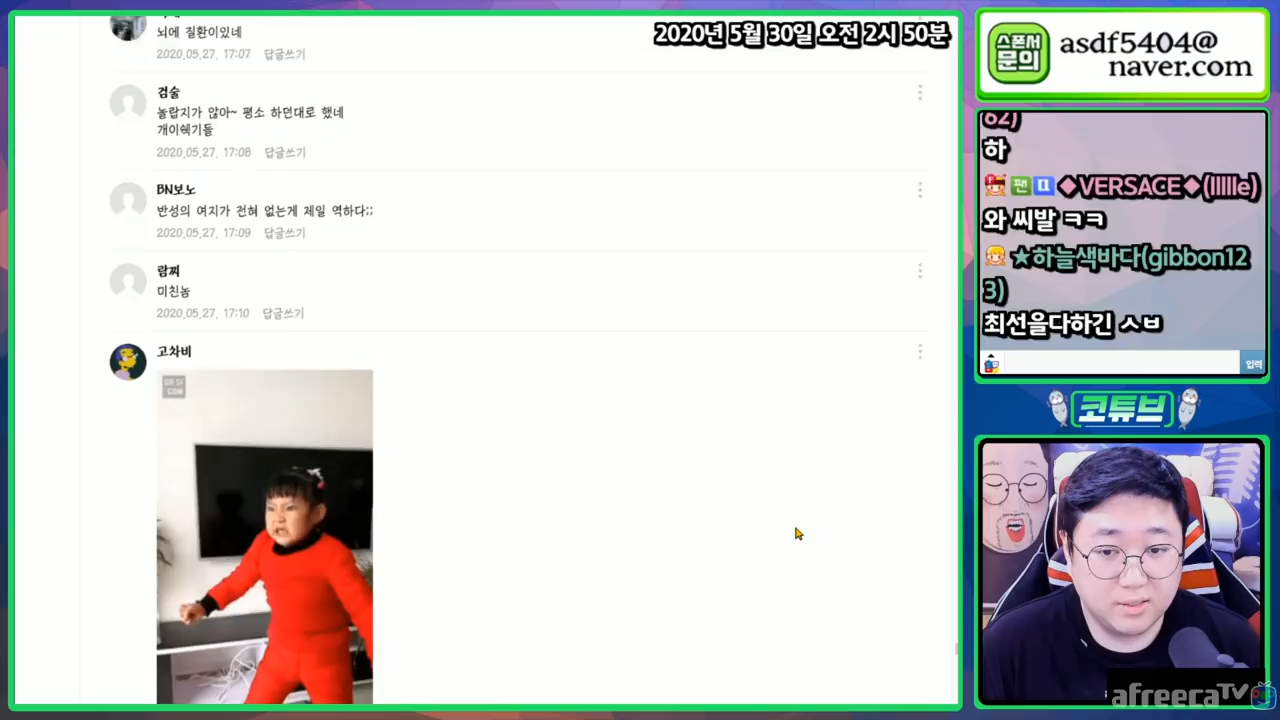 뇌에 질환이있네
2020.05.27. 17:07 답글쓰기
2020년 5월 30일 오전 2시 50분
검술
놀랍지가 않아~ 평소 하던대로 했네
개이쉑기들
2020.05.27. 17:08 답글쓰기
BN보노
반성의 여지가 전혀 없는게 제일 역하다;;
2020.05.27. 17:09 답글쓰기
람찌
미친놈
2020.05.27. 17:10 답글쓰기
고차비
스폰서
문의
asdf5404@
naver.com
62)
하
팬 ◆VERSACE◆(llllle)
와 씨발 ㅋㅋ
★하늘색바다(gibbon12
3)
최선을다하긴 ㅅㅂ
입력
코튜브
afreecaTV